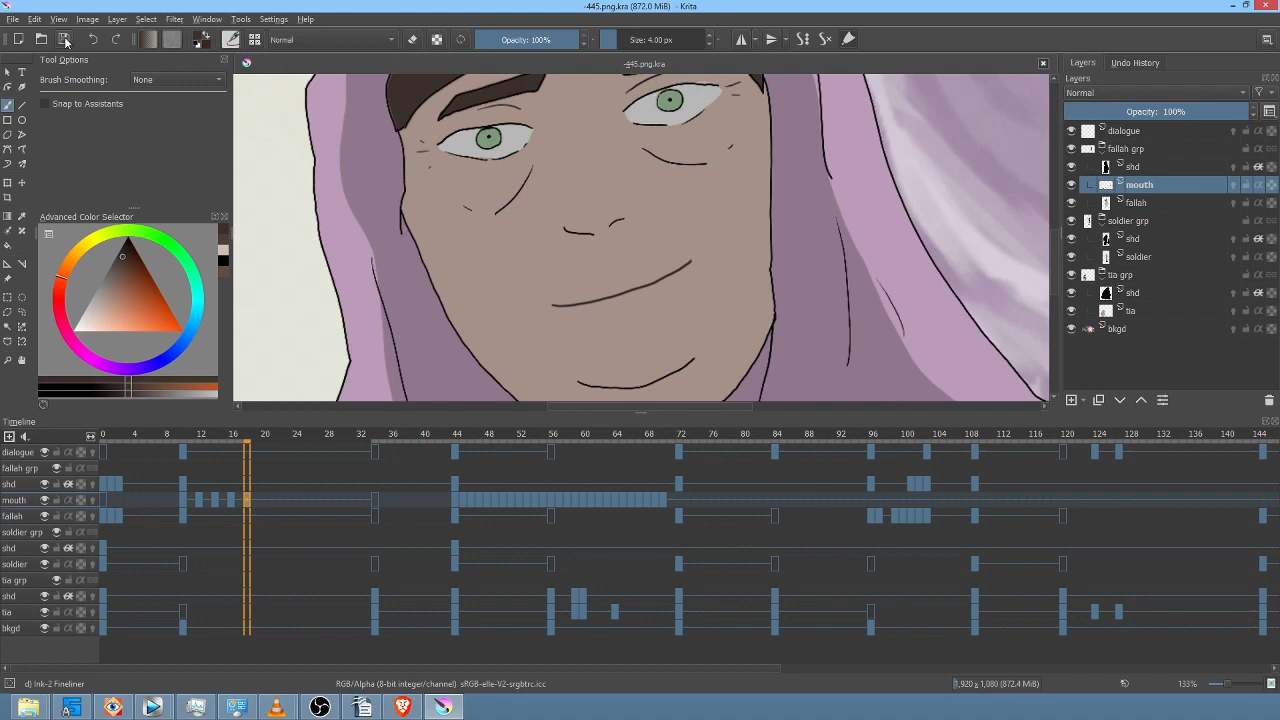 -445.png.kra (872.0 MiB) - Krita
File Edit View Image Layer Select Filter Window Tools Settings Help
Normal Opacity: 100% Size: 4.00 px
Tool Options
-445.png.kra
Layers Undo History
Brush Smoothing: None
Snap to Assistants
Layers
Normal
Opacity: 100%
dialogue
fallah grp
shd
mouth
fallah
soldier grp
shd
soldier
tia grp
shd
tia
bkgd
Advanced Color Selector
Timeline
0 4 8 12 16 20 24 28 32 36 40 44 48 52 56 60 64 68 72 76 80 84 88 92 96 100 104 108 112 116 120 124 128 132 136 140 144
dialogue
fallah grp
shd
mouth
fallah
soldier grp
shd
soldier
tia grp
shd
tia
bkgd
d) Ink-2 Fineliner RGB/Alpha (8-bit integer/channel) sRGB-elle-V2-srgbtrc.icc 1,920 x 1,080 (872.4 MiB) 133%